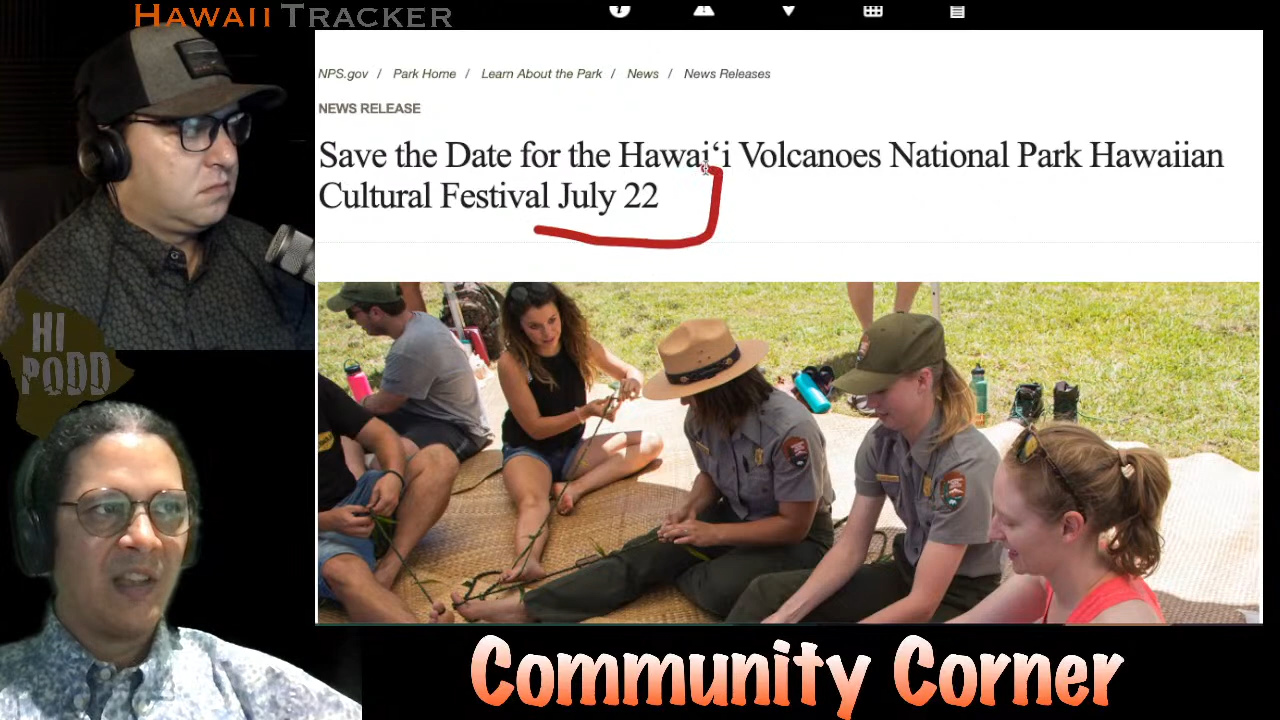 HAWAII TRACKER
NPS.gov / Park Home / Learn About the Park / News / News Releases
NEWS RELEASE
Save the Date for the Hawaiʻi Volcanoes National Park Hawaiian
Cultural Festival July 22
HI
PODD
Community Corner